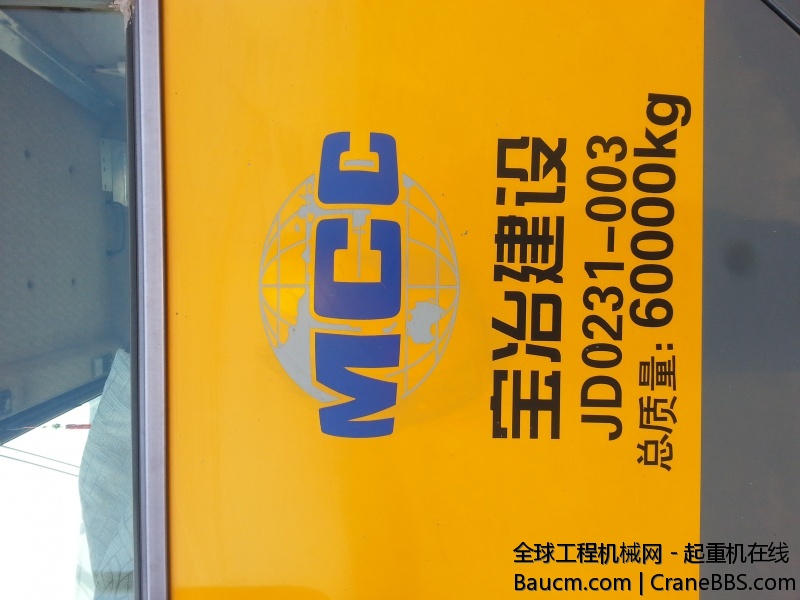 MCC
宝冶建设
JD0231-003
总质量: 60000kg
全球工程机械网 - 起重机在线
Baucm.com | CraneBBS.com